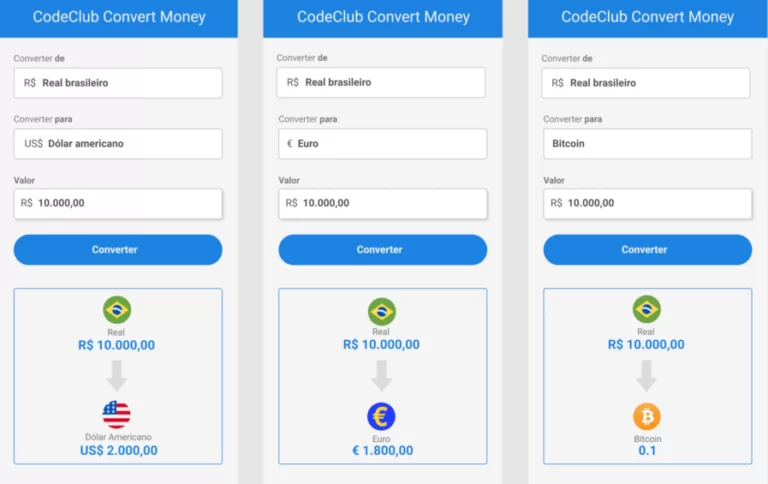 CodeClub Convert Money
Converter de
R$ Real brasileiro
Converter para
US$ Dólar americano
Valor
R$ 10.000,00
Converter
Real
R$ 10.000,00
Dólar Americano
US$ 2.000,00
CodeClub Convert Money
Converter de
R$ Real brasileiro
Converter para
€ Euro
Valor
R$ 10.000,00
Converter
Real
R$ 10.000,00
€
Euro
€ 1.800,00
CodeClub Convert Money
Converter de
R$ Real brasileiro
Converter para
Bitcoin
Valor
R$ 10.000,00
Converter
Real
R$ 10.000,00
₿
Bitcoin
0.1